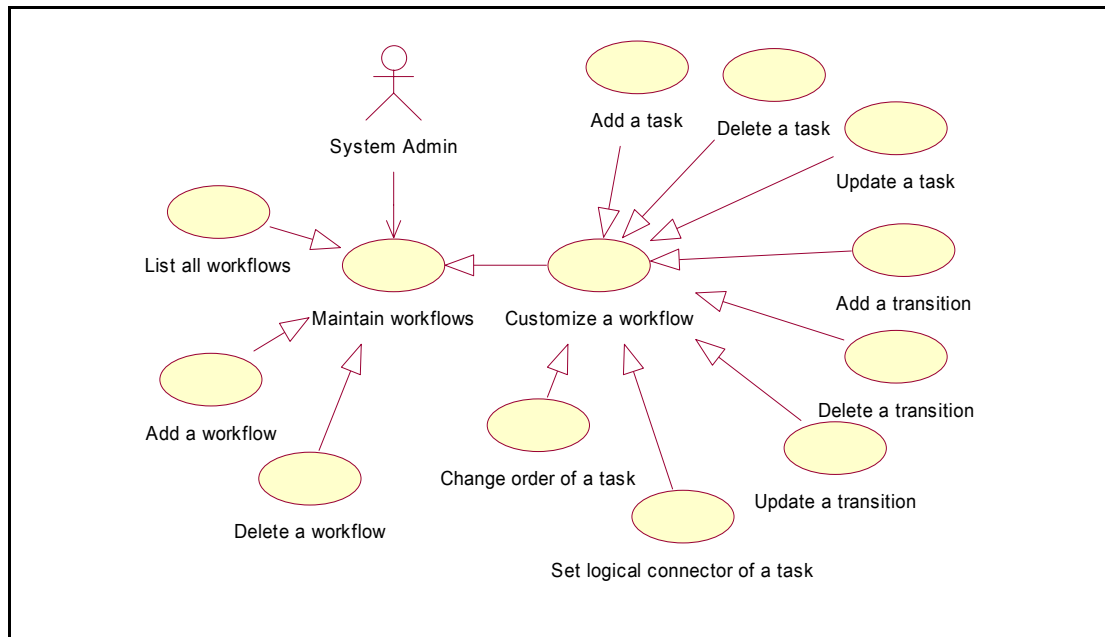 Add a task
Delete a task
System Admin
Update a task
List all workflows
Add a transition
Maintain workflows
Customize a workflow
Delete a transition
Add a workflow
Change order of a task
Update a transition
Delete a workflow
Set logical connector of a task